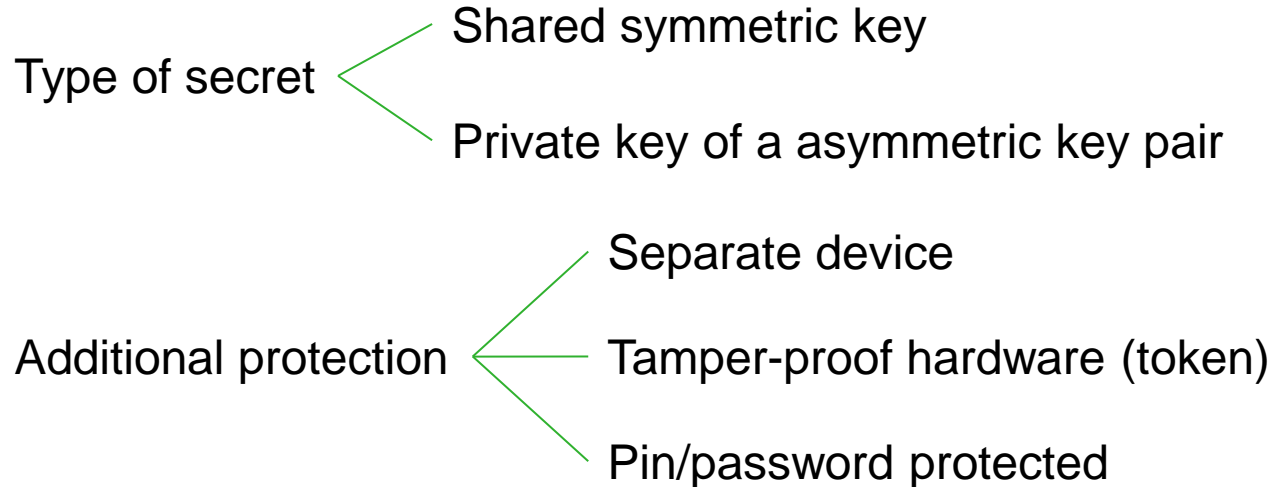 Shared symmetric key
Type of secret
Private key of a asymmetric key pair
Separate device
Additional protection
Tamper-proof hardware (token)
Pin/password protected